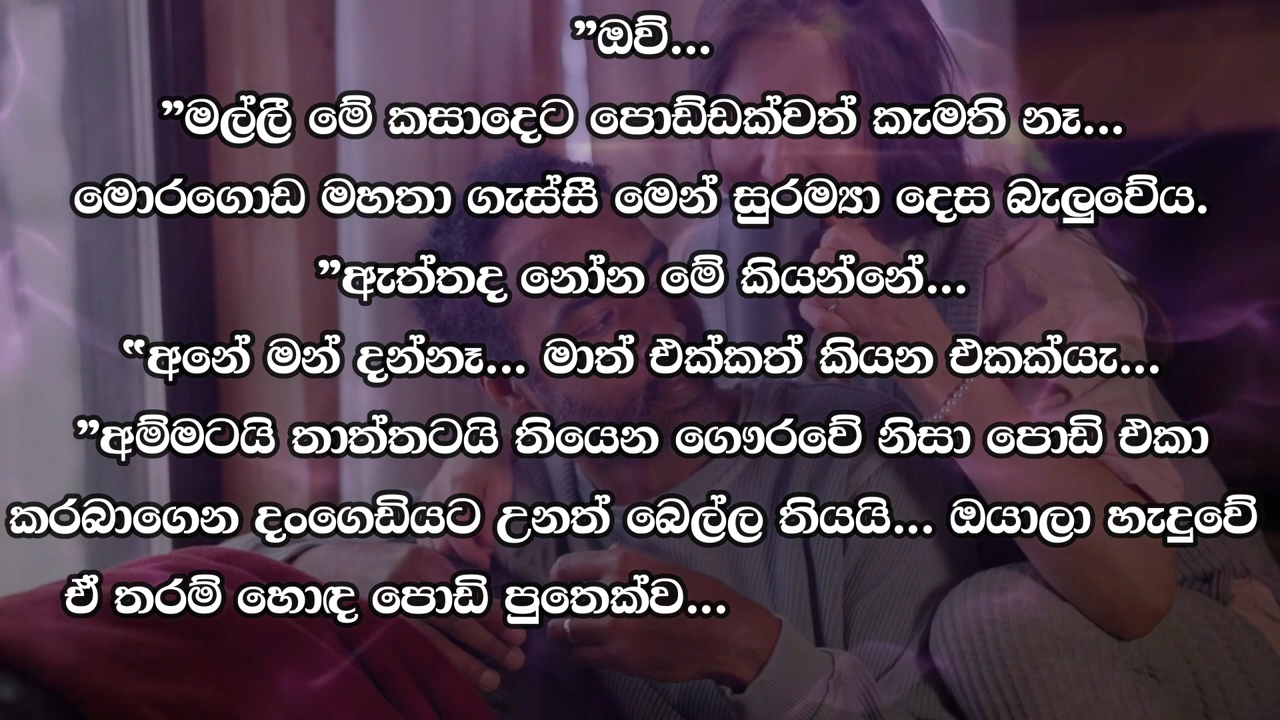 ”ඔව්...
”මල්ලී මේ කසාදෙට පොඩ්ඩක්වත් කැමති නෑ...
මොරගොඩ මහතා ගැස්සී මෙන් සුරම්‍යා දෙස බැලුවේය.
”ඇත්තද නෝන මේ කියන්නේ...
“අනේ මන් දන්නෑ... මාත් එක්කත් කියන එකක්යැ...
”අම්මටයි තාත්තටයි තියෙන ගෞරවේ නිසා පොඩි එකා
කරබාගෙන දංගෙඩියට උනත් බෙල්ල තියයි... ඔයාලා හැදුවේ
ඒ තරම් හොඳ පොඩි පුතෙක්ව...